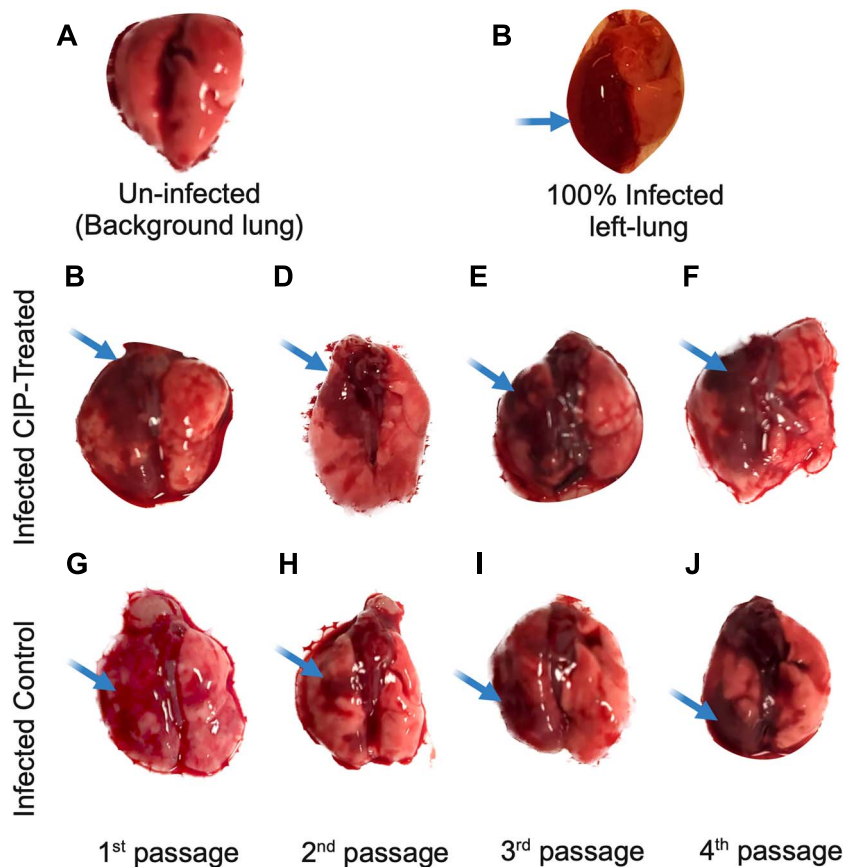 A
B
Un-infected
(Background lung)
100% Infected
left-lung
Infected CIP-Treated
B
D
E
F
Infected Control
G
H
I
J
1st passage
2nd passage
3rd passage
4th passage